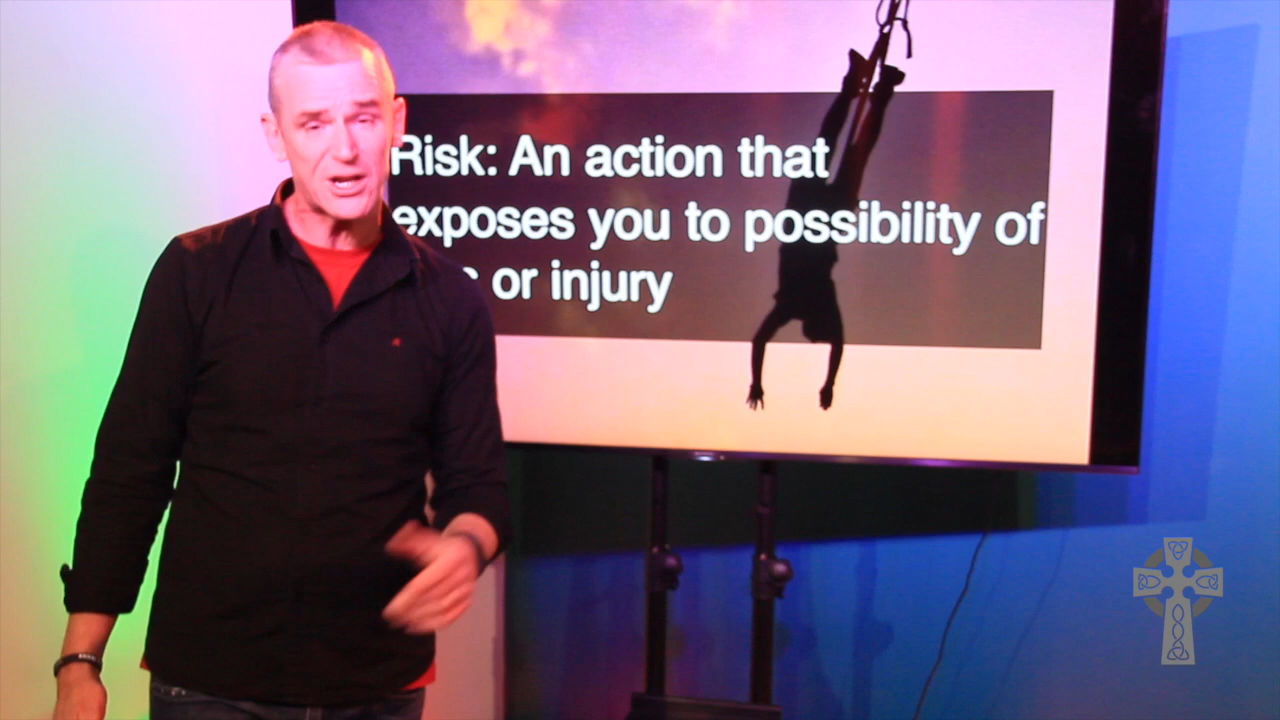 Risk: An action that
exposes you to possibility of
or injury